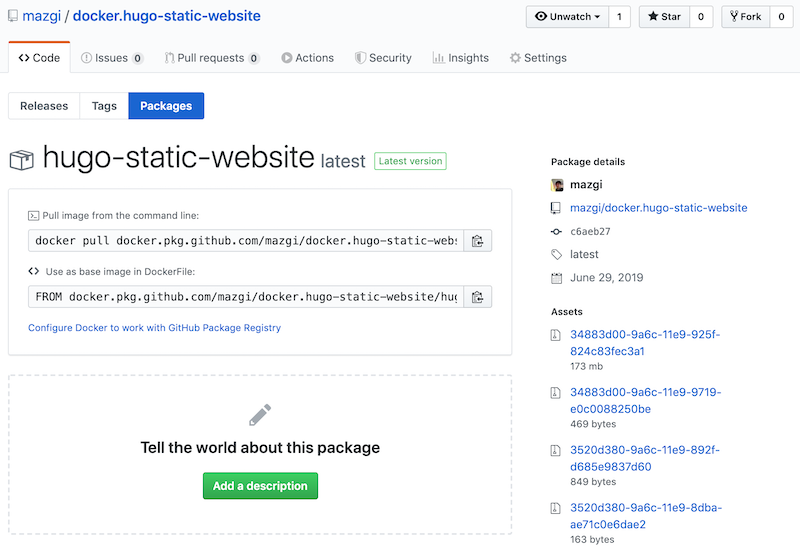 mazgi / docker.hugo-static-website
Unwatch 1 Star 0 Fork 0
Code Issues 0 Pull requests 0 Actions Security Insights Settings
Releases Tags Packages
hugo-static-website latest Latest version
Pull image from the command line:
docker pull docker.pkg.github.com/mazgi/docker.hugo-static-webs
Use as base image in DockerFile:
FROM docker.pkg.github.com/mazgi/docker.hugo-static-website/hug
Configure Docker to work with GitHub Package Registry
Tell the world about this package
Add a description
Package details
mazgi
mazgi/docker.hugo-static-website
c6aeb27
latest
June 29, 2019
Assets
34883d00-9a6c-11e9-925f-
824c83fec3a1
173 mb
34883d00-9a6c-11e9-9719-
e0c0088250be
469 bytes
3520d380-9a6c-11e9-892f-
d685e9837d60
849 bytes
3520d380-9a6c-11e9-8dba-
ae71c0e6dae2
163 bytes